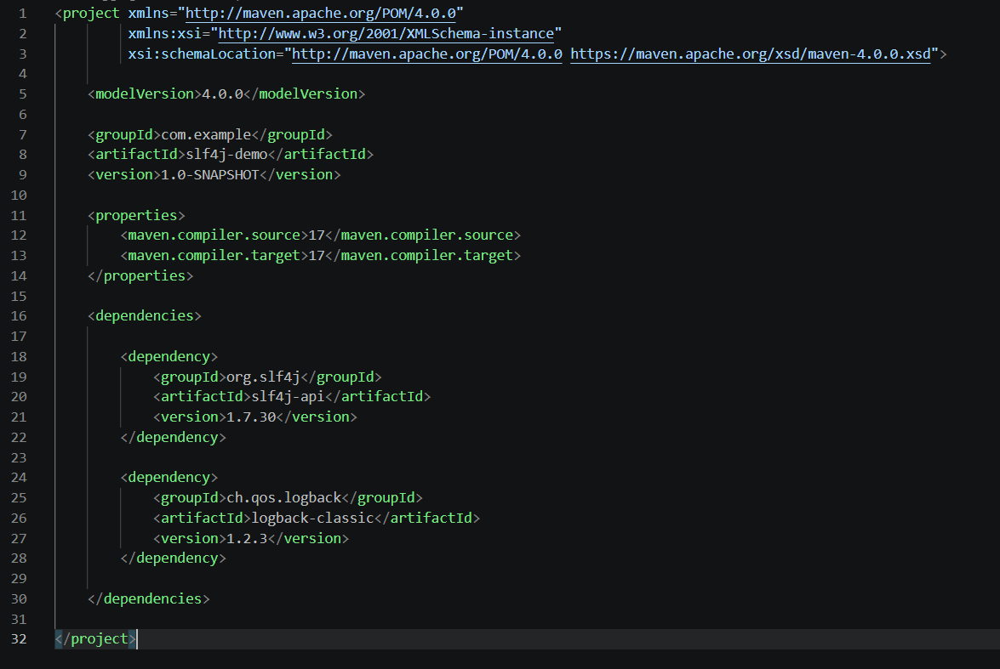 1 <project xmlns="http://maven.apache.org/POM/4.0.0"
2 xmlns:xsi="http://www.w3.org/2001/XMLSchema-instance"
3 xsi:schemaLocation="http://maven.apache.org/POM/4.0.0 https://maven.apache.org/xsd/maven-4.0.0.xsd">
4
5 <modelVersion>4.0.0</modelVersion>
6
7 <groupId>com.example</groupId>
8 <artifactId>slf4j-demo</artifactId>
9 <version>1.0-SNAPSHOT</version>
10
11 <properties>
12 <maven.compiler.source>17</maven.compiler.source>
13 <maven.compiler.target>17</maven.compiler.target>
14 </properties>
15
16 <dependencies>
17
18 <dependency>
19 <groupId>org.slf4j</groupId>
20 <artifactId>slf4j-api</artifactId>
21 <version>1.7.30</version>
22 </dependency>
23
24 <dependency>
25 <groupId>ch.qos.logback</groupId>
26 <artifactId>logback-classic</artifactId>
27 <version>1.2.3</version>
28 </dependency>
29
30 </dependencies>
31
32 </project>